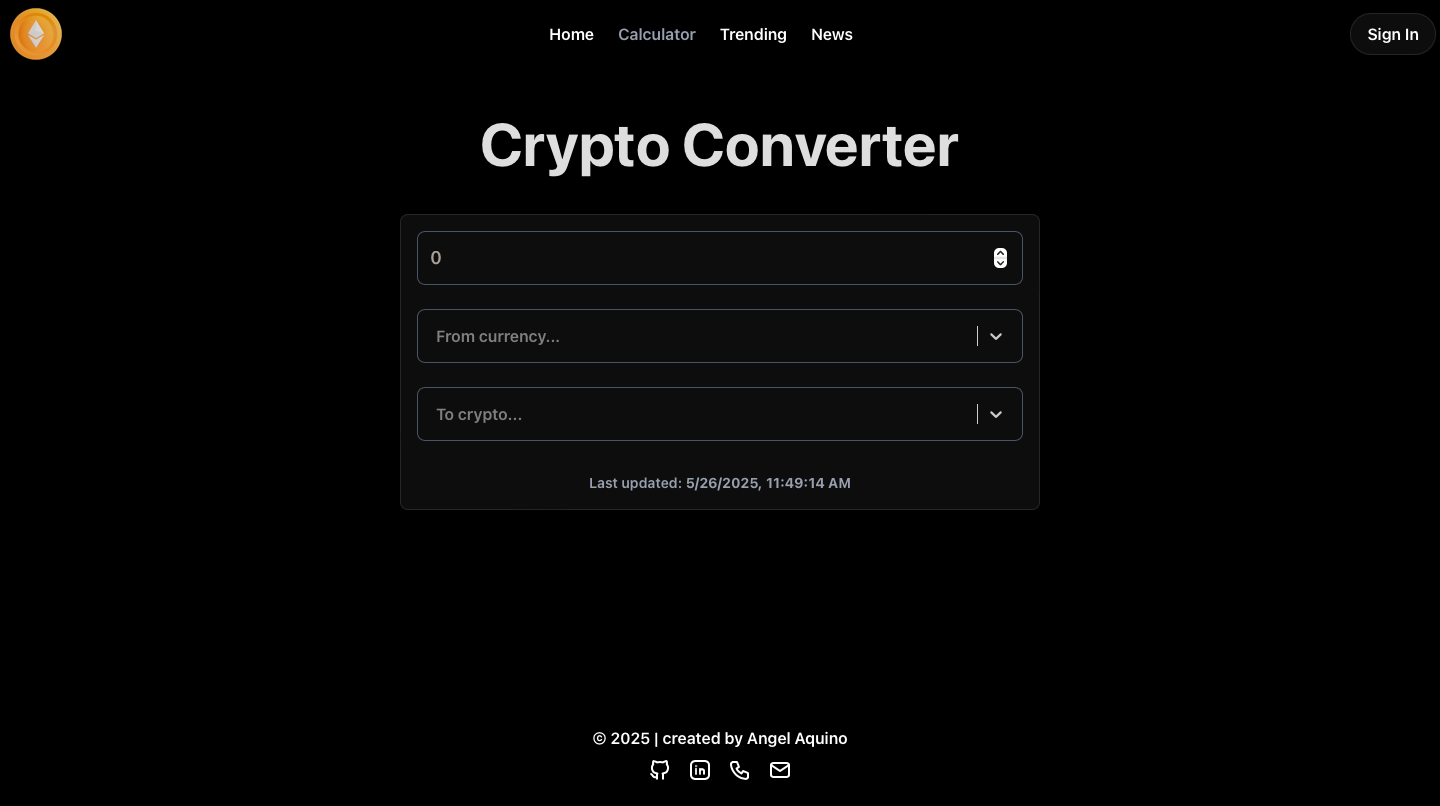 Home Calculator Trending News Sign In
Crypto Converter
0
From currency...
To crypto...
Last updated: 5/26/2025, 11:49:14 AM
© 2025 | created by Angel Aquino
in